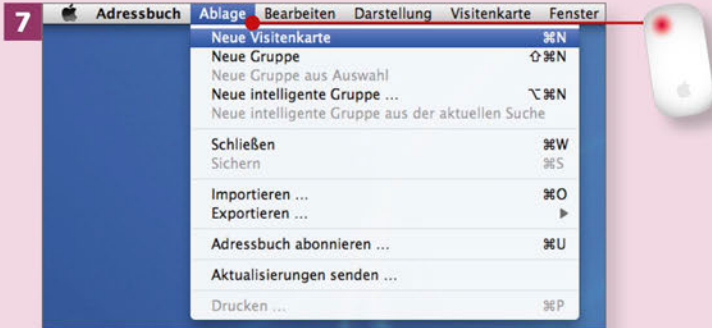 7
Adressbuch Ablage Bearbeiten Darstellung Visitenkarte Fenster
Neue Visitenkarte ⌘N
Neue Gruppe ⇧⌘N
Neue Gruppe aus Auswahl
Neue intelligente Gruppe ... ⌥⌘N
Neue intelligente Gruppe aus der aktuellen Suche
Schließen ⌘W
Sichern ⌘S
Importieren ... ⌘O
Exportieren ... ▶
Adressbuch abonnieren ... ⌘U
Aktualisierungen senden ...
Drucken ... ⌘P